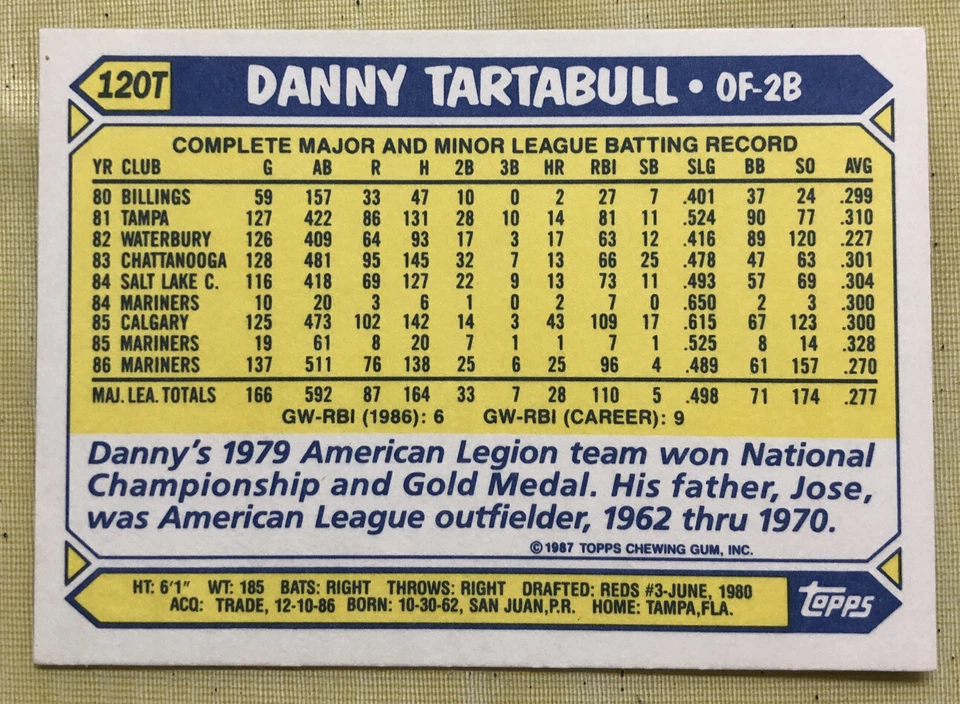 120T DANNY TARTABULL • OF-2B
COMPLETE MAJOR AND MINOR LEAGUE BATTING RECORD
YR CLUB G AB R H 2B 3B HR RBI SB SLG BB SO AVG
80 BILLINGS 59 157 33 47 10 0 2 27 7 .401 37 24 .299
81 TAMPA 127 422 86 131 28 10 14 81 11 .524 90 77 .310
82 WATERBURY 126 409 64 93 17 3 17 63 12 .416 89 120 .227
83 CHATTANOOGA 128 481 95 145 32 7 13 66 25 .478 47 63 .301
84 SALT LAKE C. 116 418 69 127 22 9 13 73 11 .493 57 69 .304
84 MARINERS 10 20 3 6 1 0 2 7 0 .650 2 3 .300
85 CALGARY 125 473 102 142 14 3 43 109 17 .615 67 123 .300
85 MARINERS 19 61 8 20 7 1 1 7 1 .525 8 14 .328
86 MARINERS 137 511 76 138 25 6 25 96 4 .489 61 157 .270
MAJ. LEA. TOTALS 166 592 87 164 33 7 28 110 5 .498 71 174 .277
GW-RBI (1986): 6 GW-RBI (CAREER): 9
Danny's 1979 American Legion team won National
Championship and Gold Medal. His father, Jose,
was American League outfielder, 1962 thru 1970.
©1987 TOPPS CHEWING GUM, INC.
HT: 6'1" WT: 185 BATS: RIGHT THROWS: RIGHT DRAFTED: REDS #3-JUNE, 1980
ACQ: TRADE, 12-10-86 BORN: 10-30-62, SAN JUAN, P.R. HOME: TAMPA, FLA.
topps